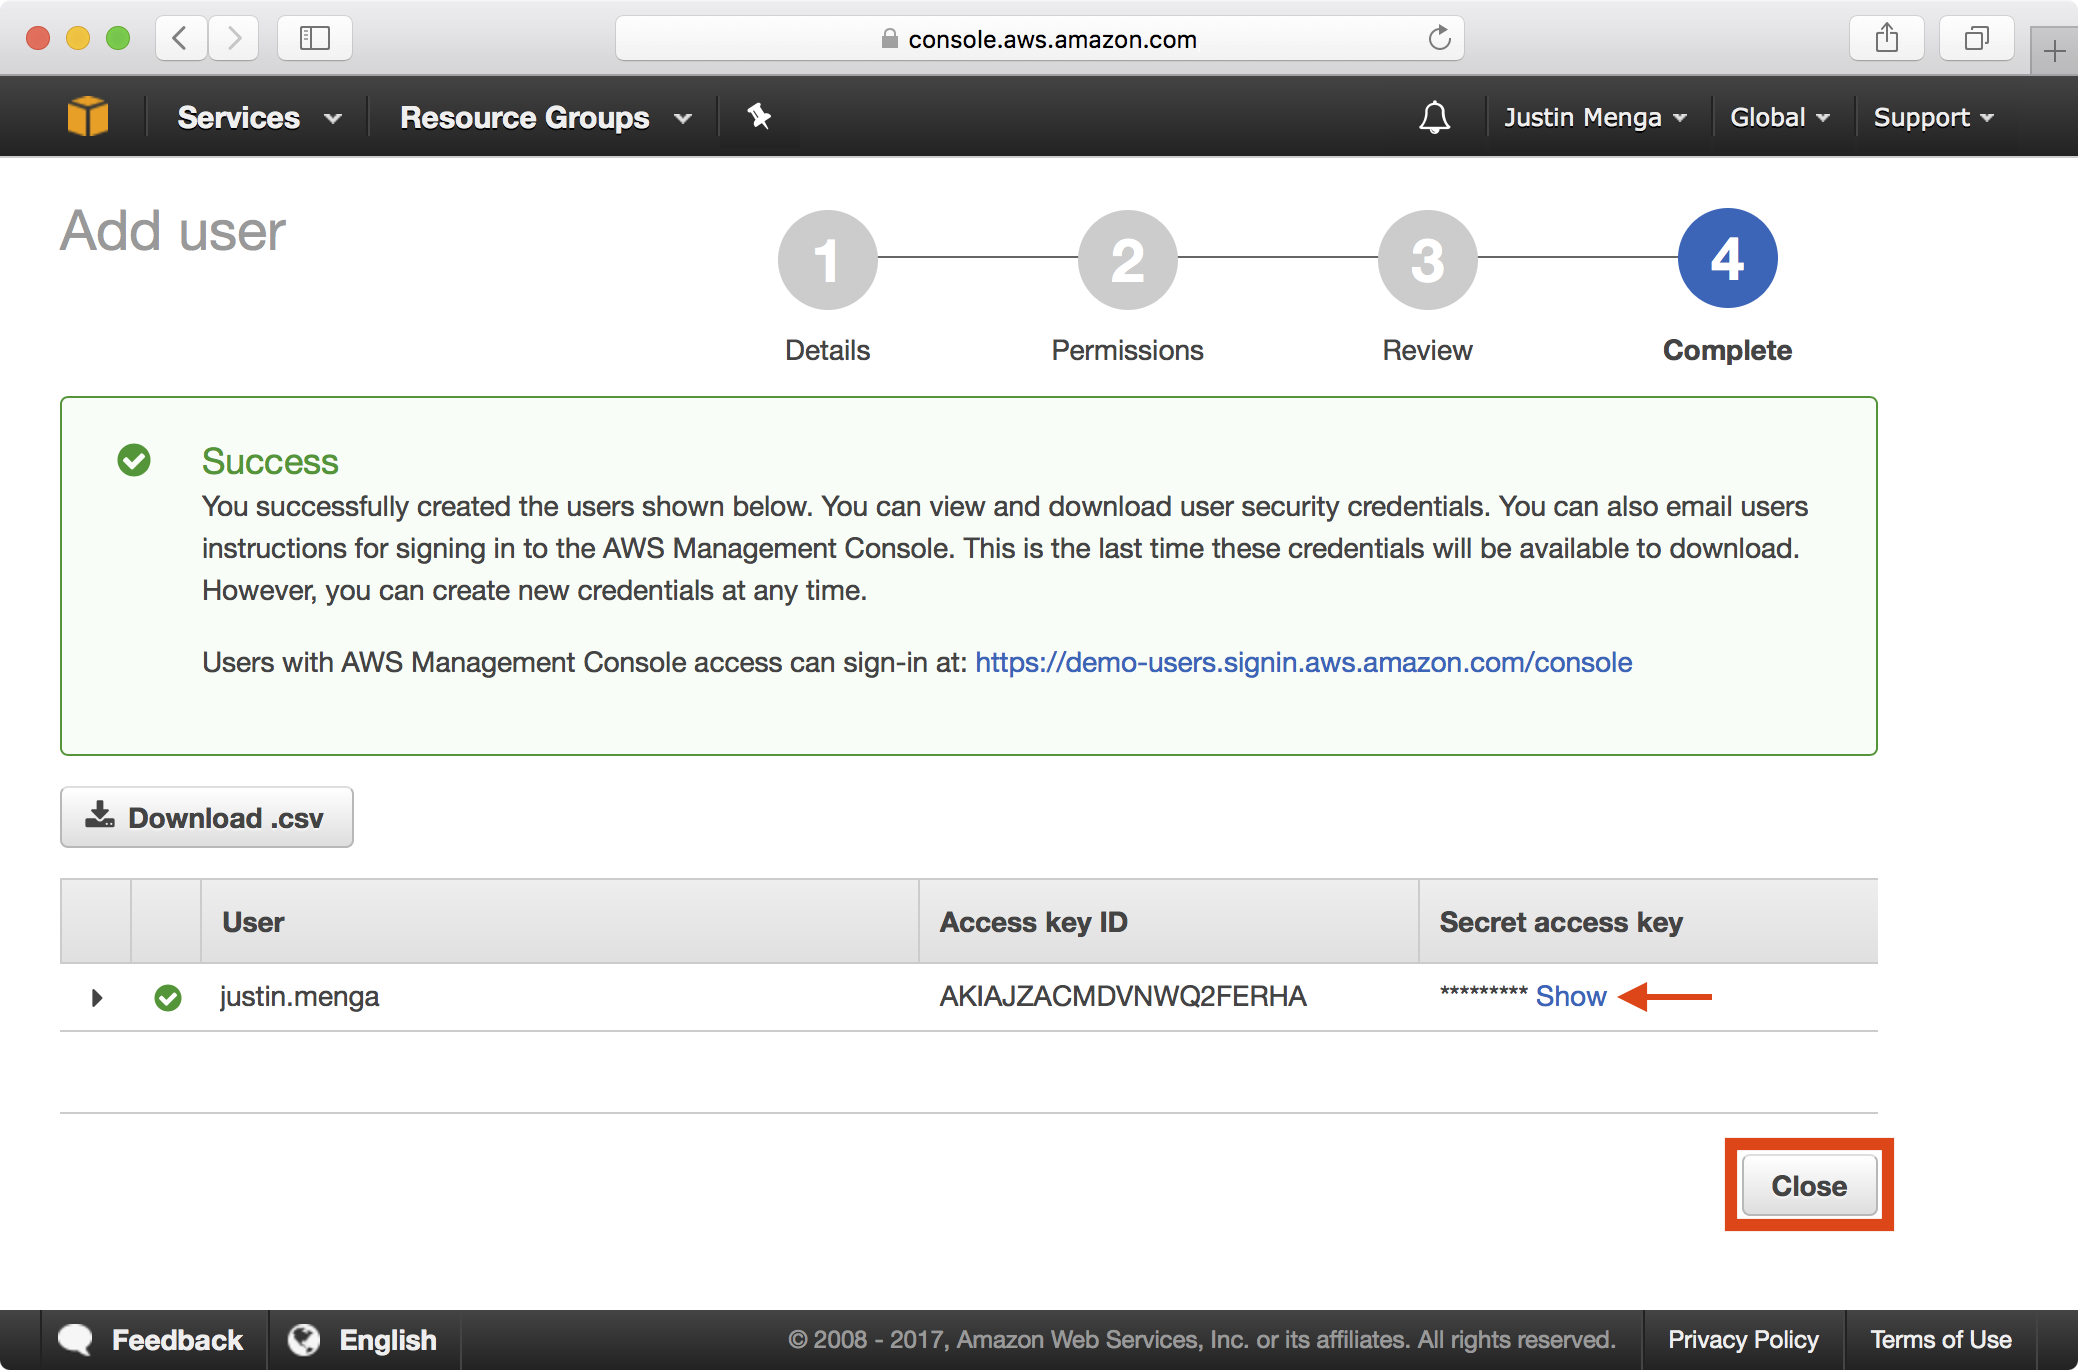 console.aws.amazon.com
Services
Resource Groups
Justin Menga
Global
Support
Add user
1
2
3
4
Details
Permissions
Review
Complete
Success
You successfully created the users shown below. You can view and download user security credentials. You can also email users
instructions for signing in to the AWS Management Console. This is the last time these credentials will be available to download.
However, you can create new credentials at any time.
Users with AWS Management Console access can sign-in at: https://demo-users.signin.aws.amazon.com/console
Download .csv
User
Access key ID
Secret access key
justin.menga
AKIAJZACMDVNWQ2FERHA
********* Show
Close
Feedback
English
© 2008 - 2017, Amazon Web Services, Inc. or its affiliates. All rights reserved.
Privacy Policy
Terms of Use